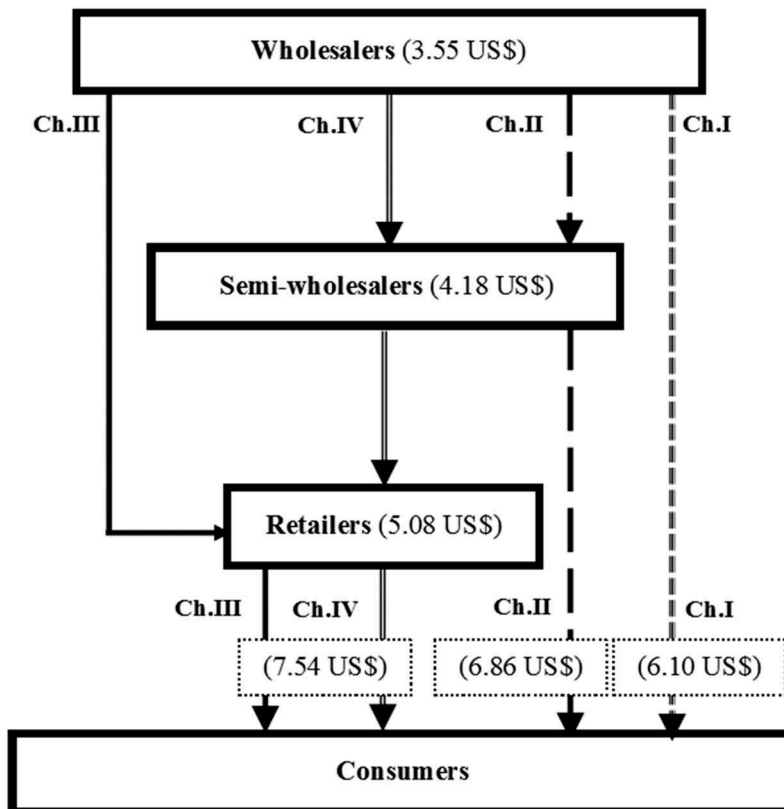 Wholesalers (3.55 US$)
Ch.III
Ch.IV
Ch.II
Ch.I
Semi-wholesalers (4.18 US$)
Retailers (5.08 US$)
Ch.III
Ch.IV
Ch.II
Ch.I
(7.54 US$)
(6.86 US$)
(6.10 US$)
Consumers